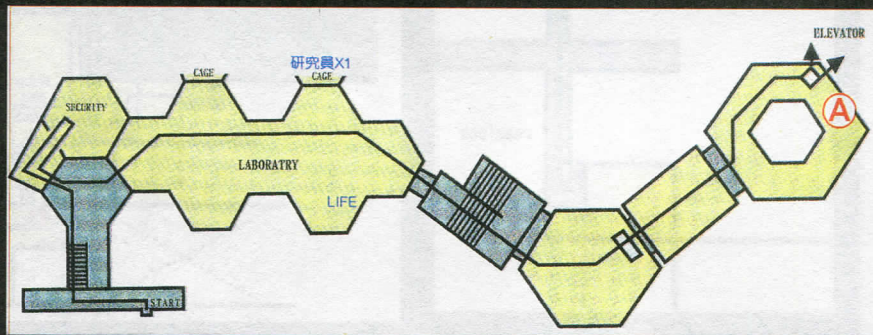 ELEVATOR
研究員X1
CAGE
CAGE
SECURITY
A
LABORATRY
LIFE
START